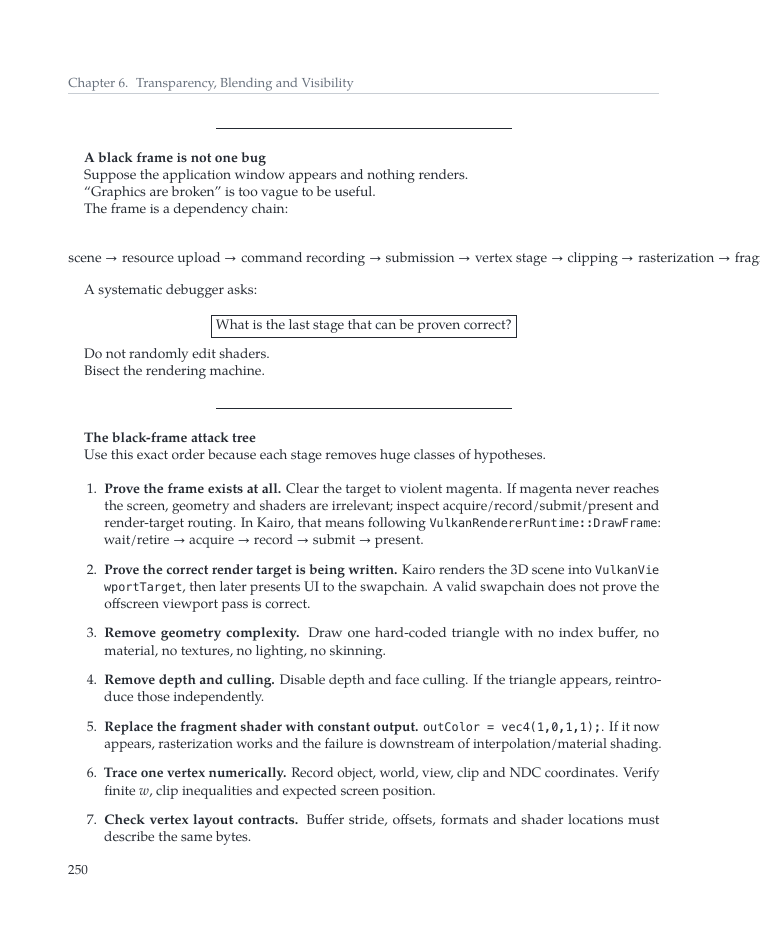 Chapter 6. Transparency, Blending and Visibility
A black frame is not one bug
Suppose the application window appears and nothing renders.
“Graphics are broken” is too vague to be useful.
The frame is a dependency chain:
scene → resource upload → command recording → submission → vertex stage → clipping → rasterization → frag
A systematic debugger asks:
What is the last stage that can be proven correct?
Do not randomly edit shaders.
Bisect the rendering machine.
The black-frame attack tree
Use this exact order because each stage removes huge classes of hypotheses.
1. Prove the frame exists at all. Clear the target to violent magenta. If magenta never reaches
the screen, geometry and shaders are irrelevant; inspect acquire/record/submit/present and
render-target routing. In Kairo, that means following VulkanRendererRuntime::DrawFrame:
wait/retire → acquire → record → submit → present.
2. Prove the correct render target is being written. Kairo renders the 3D scene into VulkanVie
wportTarget, then later presents UI to the swapchain. A valid swapchain does not prove the
offscreen viewport pass is correct.
3. Remove geometry complexity. Draw one hard-coded triangle with no index buffer, no
material, no textures, no lighting, no skinning.
4. Remove depth and culling. Disable depth and face culling. If the triangle appears, reintro-
duce those independently.
5. Replace the fragment shader with constant output. outColor = vec4(1,0,1,1);. If it now
appears, rasterization works and the failure is downstream of interpolation/material shading.
6. Trace one vertex numerically. Record object, world, view, clip and NDC coordinates. Verify
finite w, clip inequalities and expected screen position.
7. Check vertex layout contracts. Buffer stride, offsets, formats and shader locations must
describe the same bytes.
250